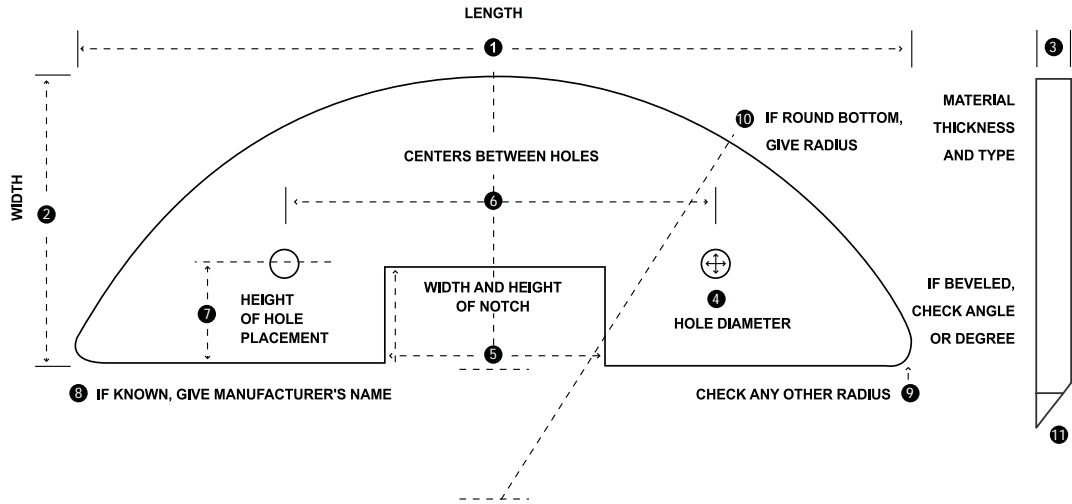 LENGTH
1
3
10 IF ROUND BOTTOM,
GIVE RADIUS
MATERIAL
THICKNESS
AND TYPE
CENTERS BETWEEN HOLES
6
WIDTH
2
7
HEIGHT
OF HOLE
PLACEMENT
WIDTH AND HEIGHT
OF NOTCH
5
4
HOLE DIAMETER
IF BEVELED,
CHECK ANGLE
OR DEGREE
8 IF KNOWN, GIVE MANUFACTURER'S NAME
CHECK ANY OTHER RADIUS 9
11